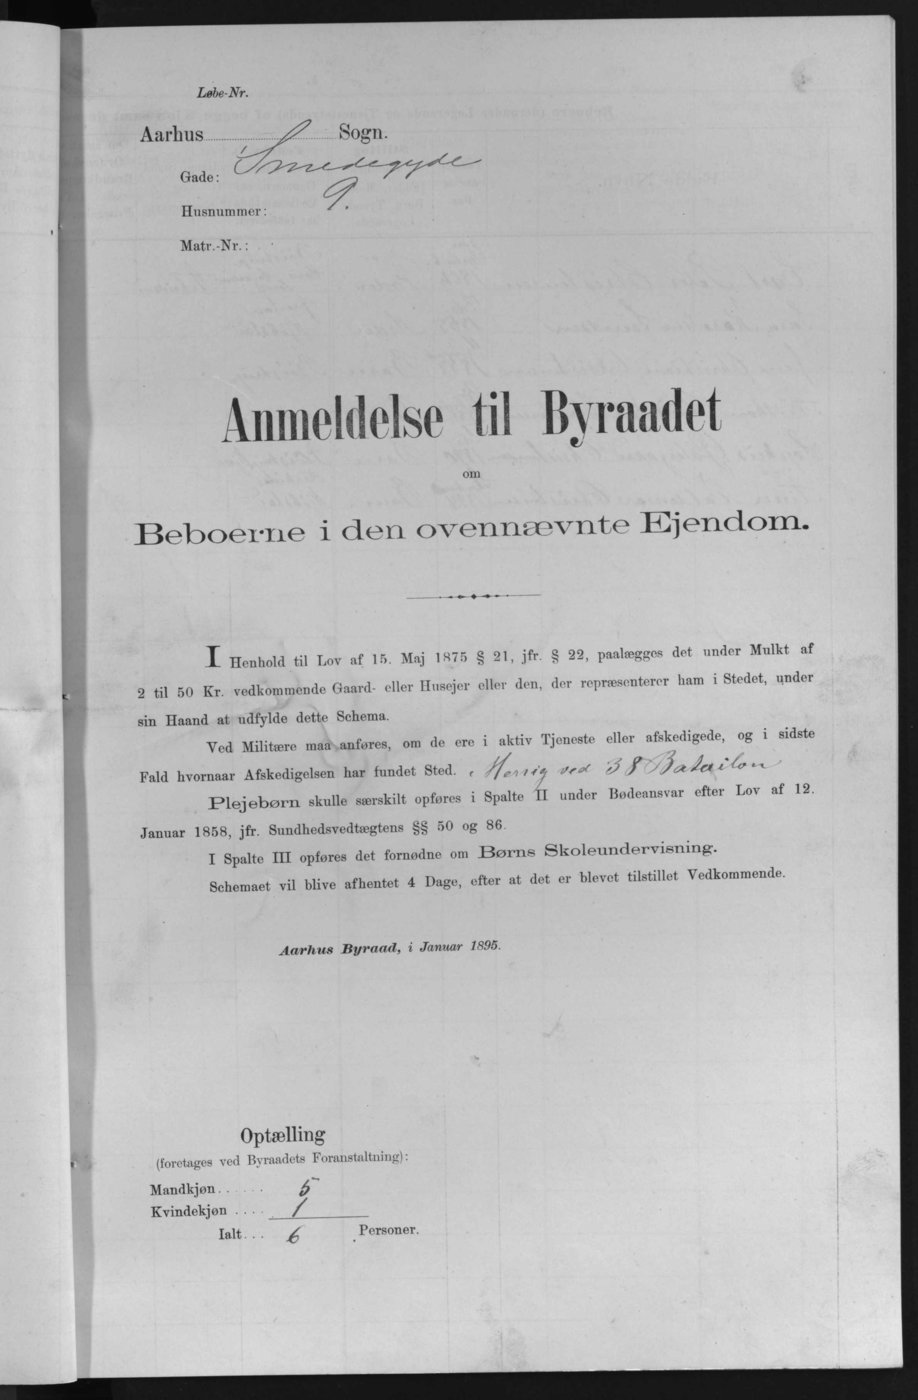 Løbe-Nr.
Aarhus Sogn.
Gade: Smedegyde
Husnummer: 9.
Matr.-Nr.:
Anmeldelse til Byraadet
om
Beboerne i den ovennævnte Ejendom.
I Henhold til Lov af 15. Maj 1875 § 21, jfr. § 22, paalægges det under Mulkt af
2 til 50 Kr. vedkommende Gaard- eller Husejer eller den, der repræsenterer ham i Stedet, under
sin Haand at udfylde dette Schema.
Ved Militære maa anføres, om de ere i aktiv Tjeneste eller afskedigede, og i sidste
Fald hvornaar Afskedigelsen har fundet Sted. ved 38 Batailon
Plejebørn skulle særskilt opføres i Spalte II under Bødeansvar efter Lov af 12.
Januar 1858, jfr. Sundhedsvedtægtens §§ 50 og 86.
I Spalte III opføres det fornødne om Børns Skoleundervisning.
Schemaet vil blive afhentet 4 Dage, efter at det er blevet tilstillet Vedkommende.
Aarhus Byraad, i Januar 1895.
Optælling
(foretages ved Byraadets Foranstaltning):
Mandkjøn...... 5
Kvindekjøn .... 1
Ialt... 6 Personer.